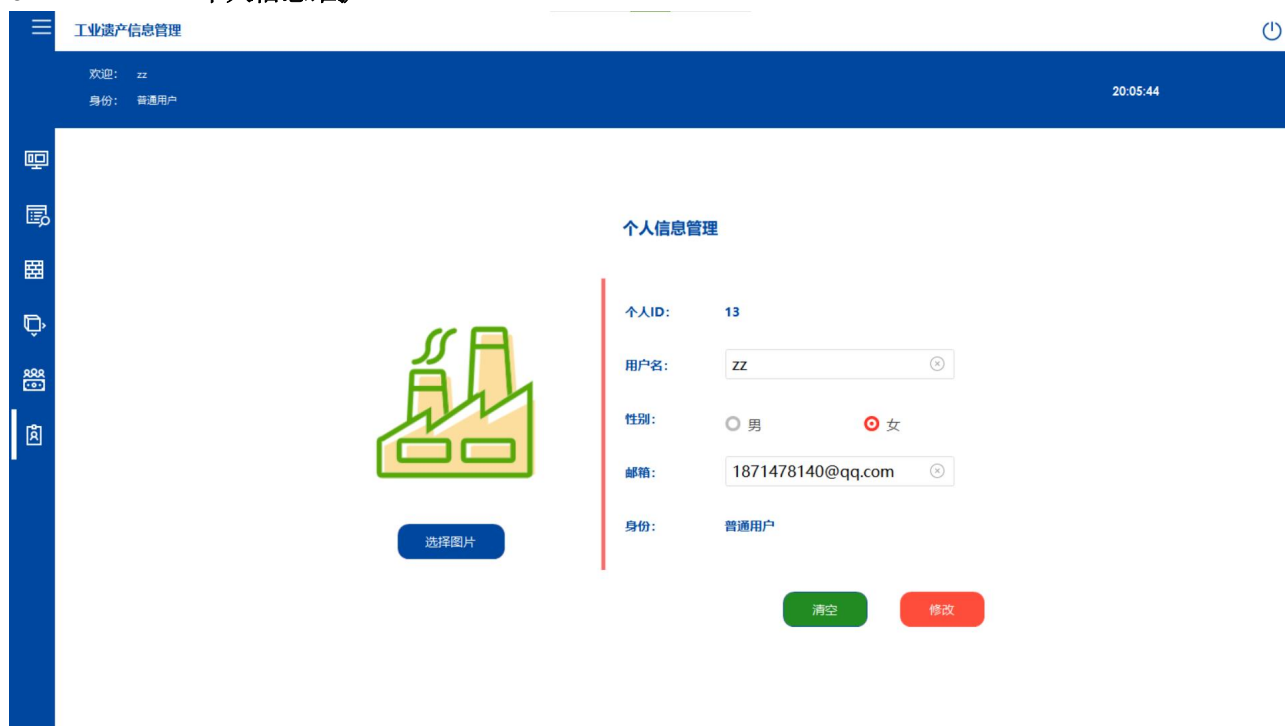 工业遗产信息管理
欢迎： zz
身份： 普通用户
20:05:44
个人信息管理
个人ID： 13
用户名： zz
性别： 男 女
邮箱： 1871478140@qq.com
身份： 普通用户
选择图片
清空 修改